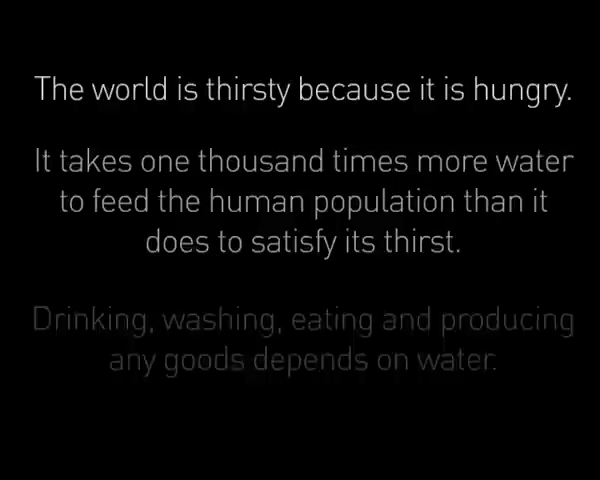 The world is thirsty because it is hungry.
It takes one thousand times more water
to feed the human population than it
does to satisfy its thirst.
Drinking, washing, eating and producing
any goods depends on water.